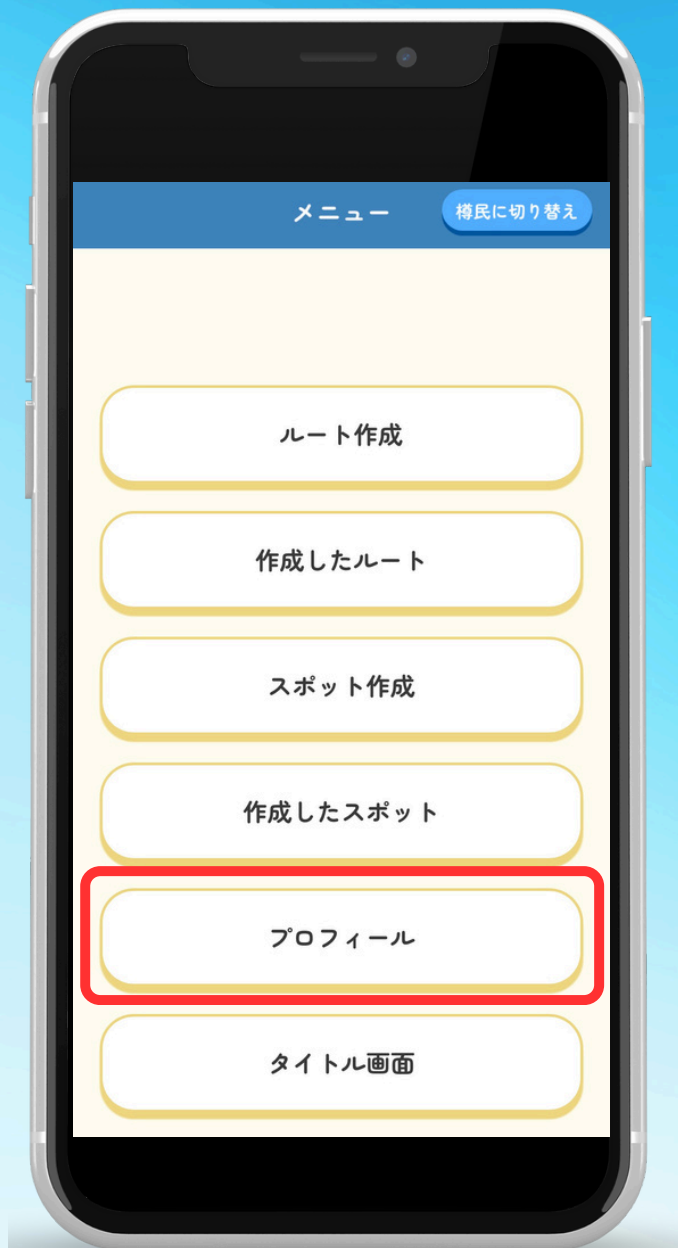 メニュー
樽民に切り替え
ルート作成
作成したルート
スポット作成
作成したスポット
プロフィール
タイトル画面